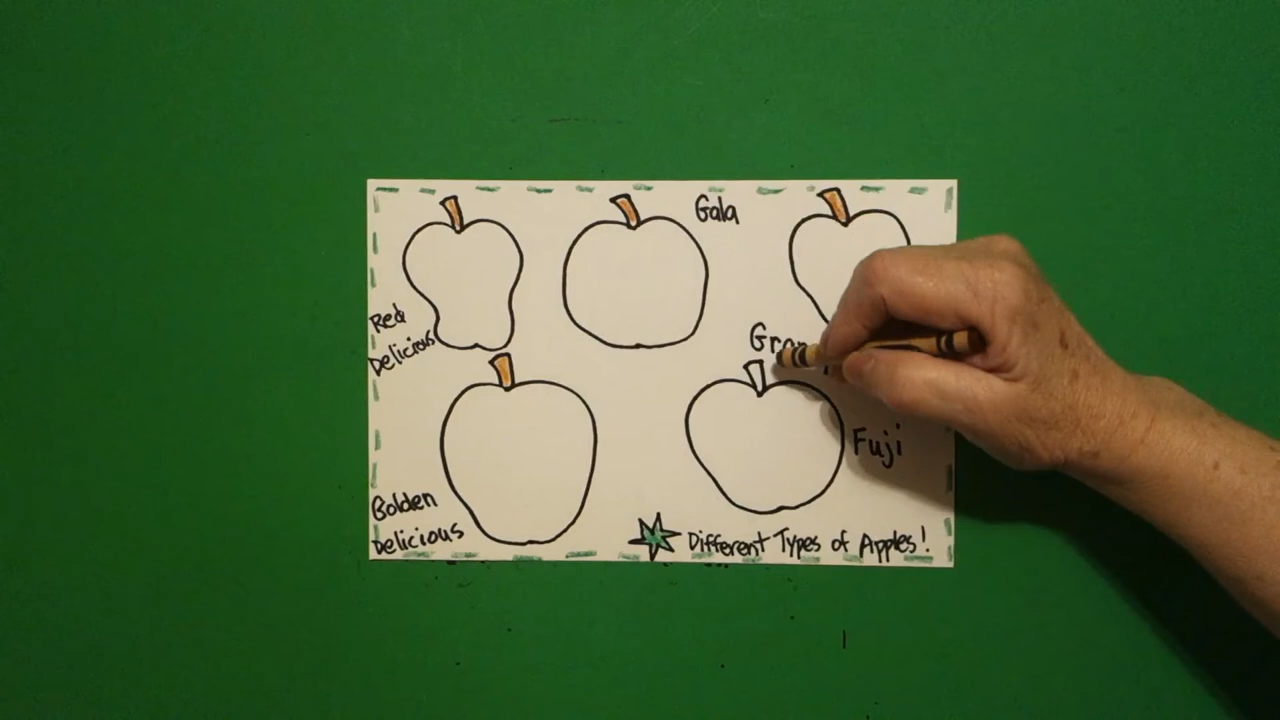 Gala
Red
Delicious
Fuji
Golden
Delicious
Different Types of Apples!